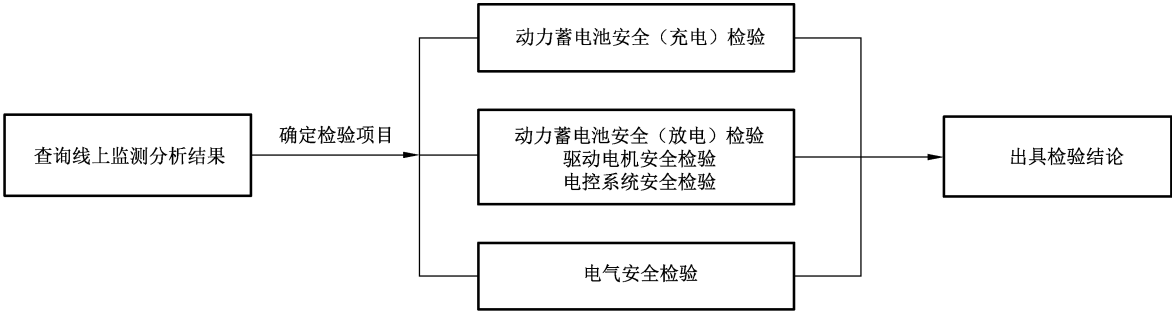 查询线上监测分析结果
确定检验项目
动力蓄电池安全（充电）检验
动力蓄电池安全（放电）检验
驱动电机安全检验
电控系统安全检验
电气安全检验
出具检验结论